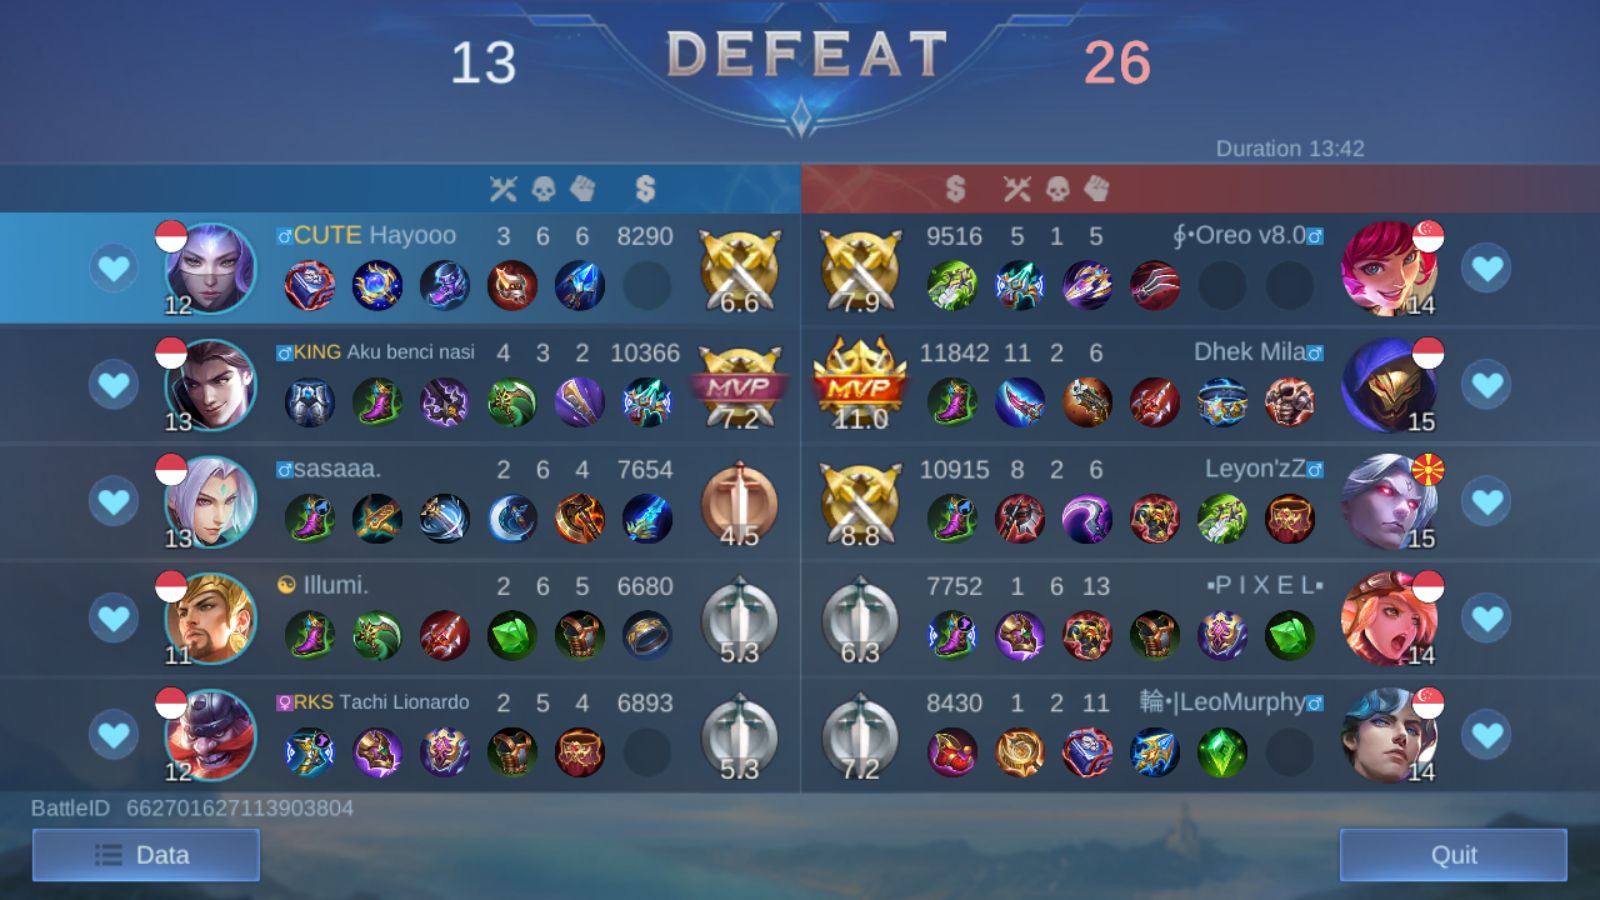 13 DEFEAT 26
Duration 13:42
12 ♂CUTE Hayooo 3 6 6 8290 6.6
7.9 9516 5 1 5 ∮•Oreo v8.0♂ 14
13 ♂KING Aku benci nasi 4 3 2 10366 MVP 7.2
MVP 11.0 11842 11 2 6 Dhek Mila♂ 15
13 ♂sasaaa. 2 6 4 7654 4.5
8.8 10915 8 2 6 Leyon'zZ♂ 15
11 ☯ Illumi. 2 6 5 6680 5.3
6.3 7752 1 6 13 ▪P I X E L▪ 14
12 ♀RKS Tachi Lionardo 2 5 4 6893 5.3
7.2 8430 1 2 11 輪•|LeoMurphy♂ 14
BattleID 662701627113903804
Data
Quit